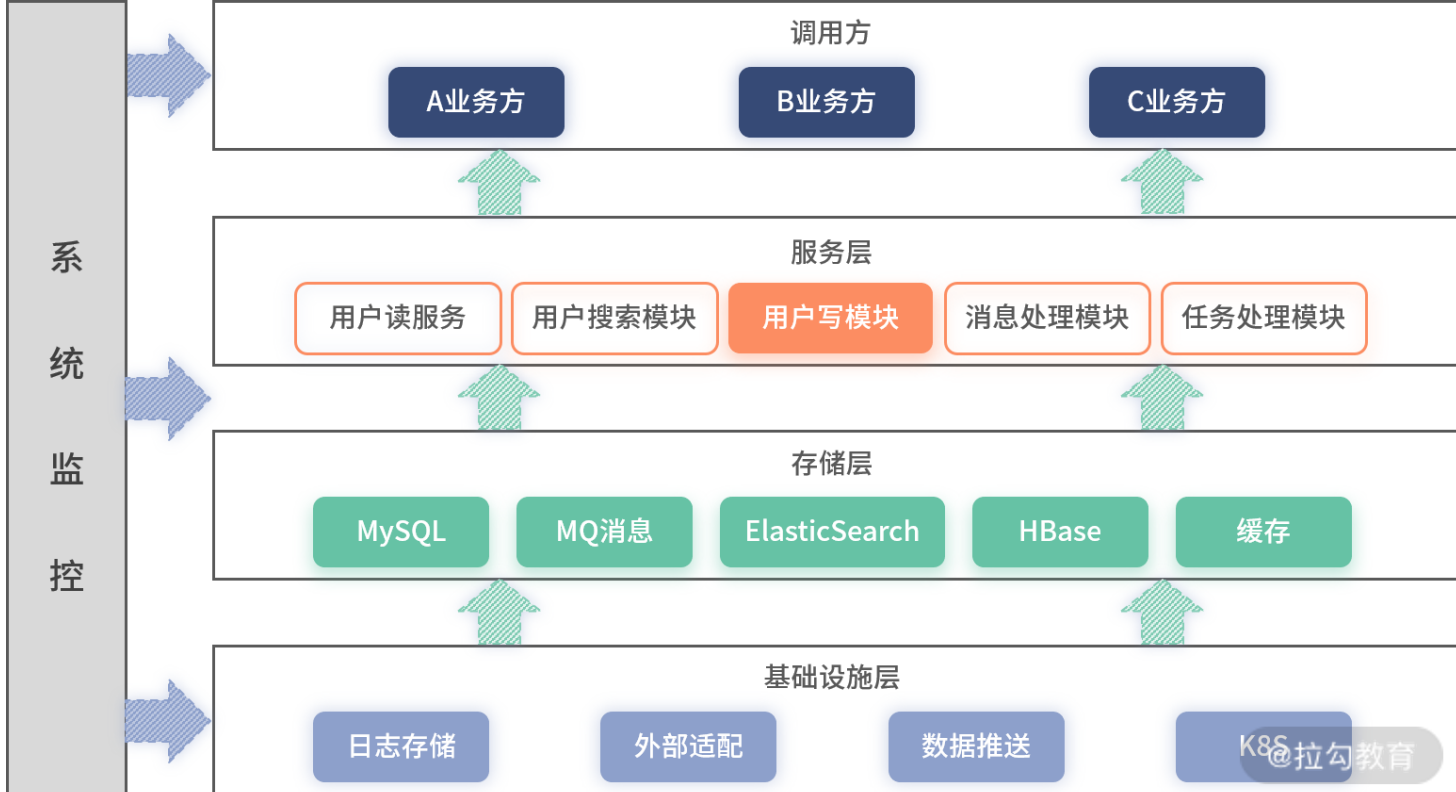 系统监控
调用方
A业务方
B业务方
C业务方
服务层
用户读服务
用户搜索模块
用户写模块
消息处理模块
任务处理模块
存储层
MySQL
MQ消息
ElasticSearch
HBase
缓存
基础设施层
日志存储
外部适配
数据推送
K8S
@拉勾教育